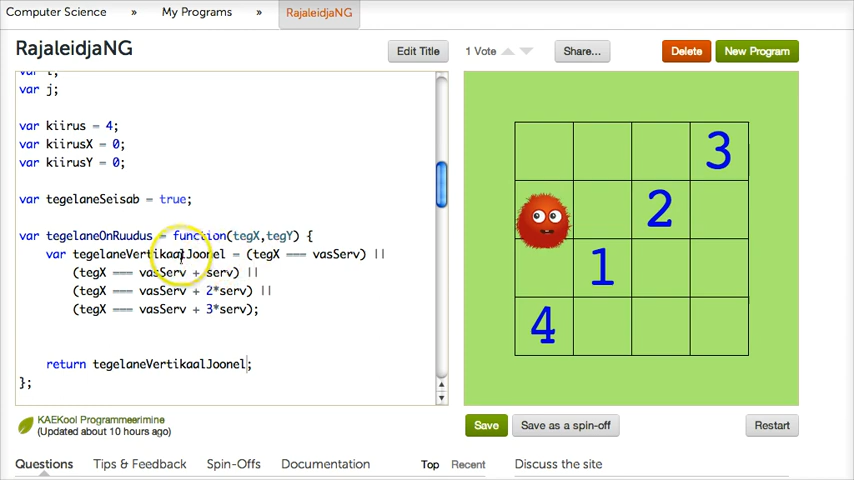 Computer Science » My Programs » RajaleidjaNG
RajaleidjaNG
Edit Title
1 Vote
Share...
Delete
New Program
var j;
var kiirus = 4;
var kiirusX = 0;
var kiirusY = 0;
var tegelaneSeisab = true;
var tegelaneOnRuudus = function(tegX,tegY) {
var tegelaneVertikaalJoonel = (tegX === vasServ) ||
(tegX === vasServ + serv) ||
(tegX === vasServ + 2*serv) ||
(tegX === vasServ + 3*serv);
return tegelaneVertikaalJoonel;
};
3
2
1
4
KAEKool Programmeerimine
(Updated about 10 hours ago)
Save
Save as a spin-off
Restart
Questions
Tips & Feedback
Spin-Offs
Documentation
Top
Recent
Discuss the site